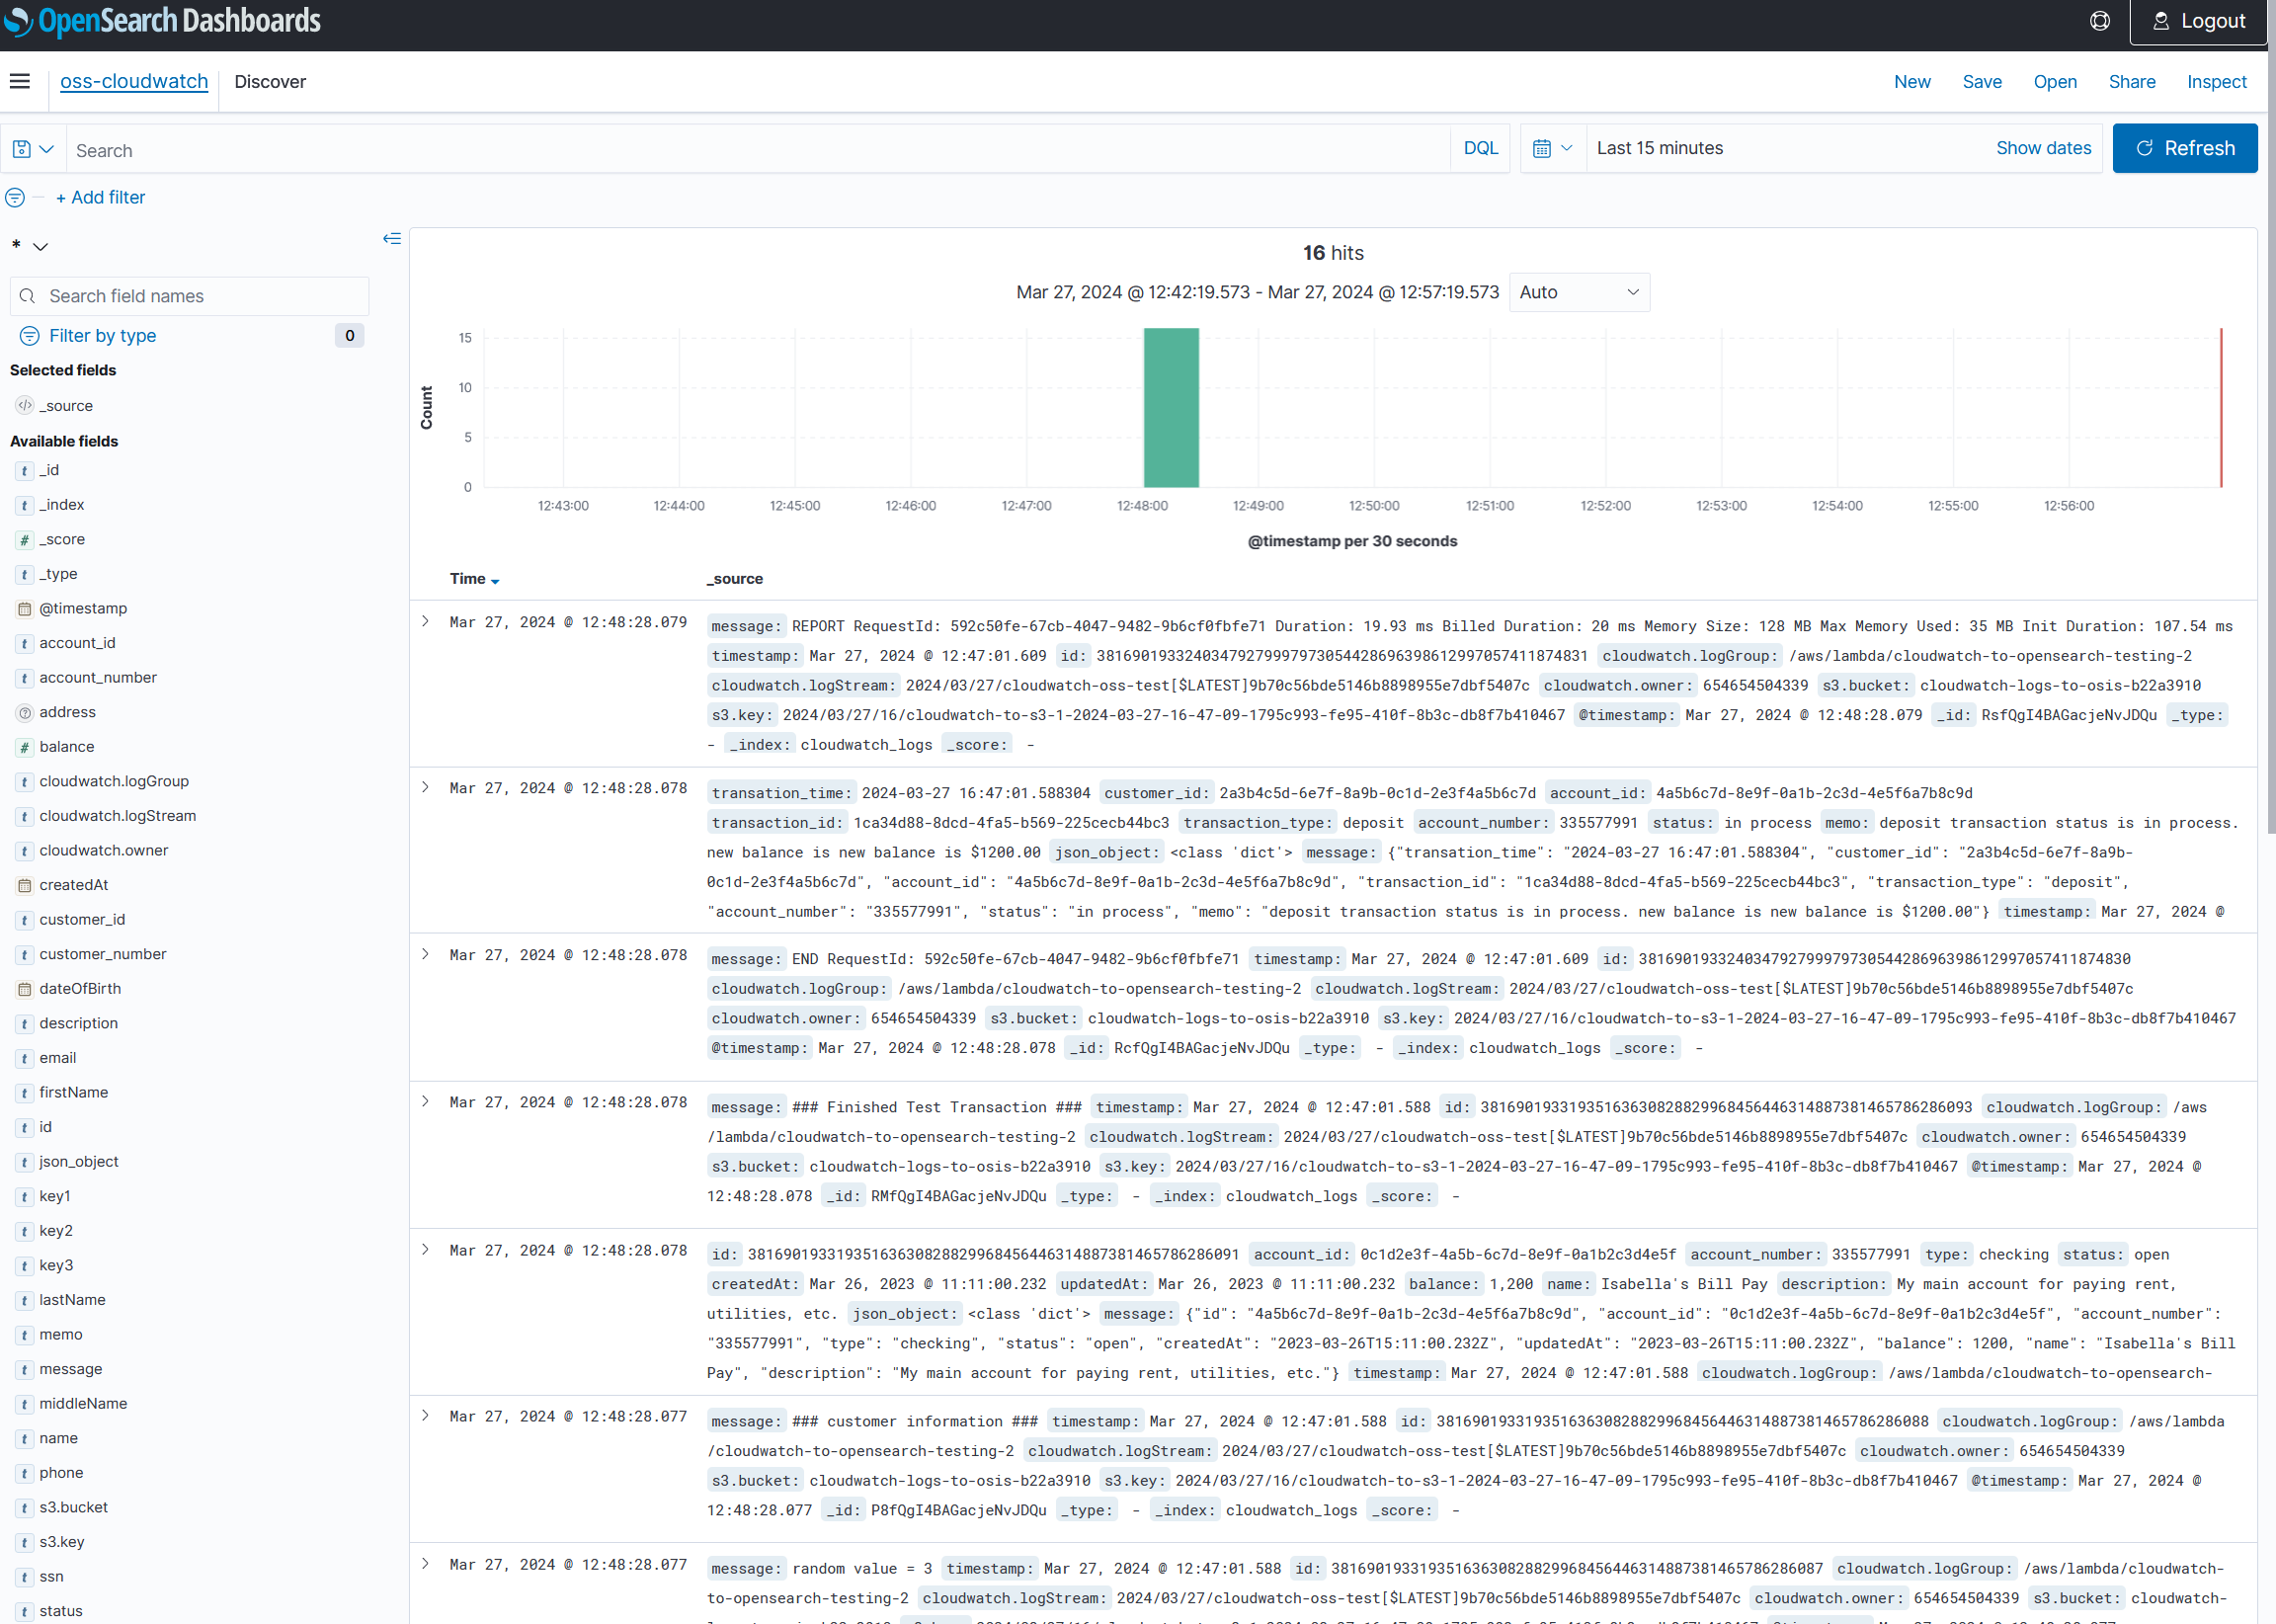 OpenSearch Dashboards
Logout
oss-cloudwatch
Discover
New
Save
Open
Share
Inspect
Search
DQL
Last 15 minutes
Show dates
Refresh
+ Add filter
*
Search field names
Filter by type
0
Selected fields
_source
Available fields
_id
_index
_score
_type
@timestamp
account_id
account_number
address
balance
cloudwatch.logGroup
cloudwatch.logStream
cloudwatch.owner
createdAt
customer_id
customer_number
dateOfBirth
description
email
firstName
id
json_object
key1
key2
key3
lastName
memo
message
middleName
name
phone
s3.bucket
s3.key
ssn
status
16 hits
Mar 27, 2024 @ 12:42:19.573 - Mar 27, 2024 @ 12:57:19.573
Auto
Count
15
10
5
0
12:43:00 12:44:00 12:45:00 12:46:00 12:47:00 12:48:00 12:49:00 12:50:00 12:51:00 12:52:00 12:53:00 12:54:00 12:55:00 12:56:00
@timestamp per 30 seconds
Time _source
Mar 27, 2024 @ 12:48:28.079
message: REPORT RequestId: 592c50fe-67cb-4047-9482-9b6cf0fbfe71 Duration: 19.93 ms Billed Duration: 20 ms Memory Size: 128 MB Max Memory Used: 35 MB Init Duration: 107.54 ms
timestamp: Mar 27, 2024 @ 12:47:01.609 id: 38169019332403479279997973054428696398612997057411874831 cloudwatch.logGroup: /aws/lambda/cloudwatch-to-opensearch-testing-2
cloudwatch.logStream: 2024/03/27/cloudwatch-oss-test[$LATEST]9b70c56bde5146b8898955e7dbf5407c cloudwatch.owner: 654654504339 s3.bucket: cloudwatch-logs-to-osis-b22a3910
s3.key: 2024/03/27/16/cloudwatch-to-s3-1-2024-03-27-16-47-09-1795c993-fe95-410f-8b3c-db8f7b410467 @timestamp: Mar 27, 2024 @ 12:48:28.079 _id: RsfQgI4BAGacjeNvJDQu _type:
- _index: cloudwatch_logs _score: -
Mar 27, 2024 @ 12:48:28.078
transation_time: 2024-03-27 16:47:01.588304 customer_id: 2a3b4c5d-6e7f-8a9b-0c1d-2e3f4a5b6c7d account_id: 4a5b6c7d-8e9f-0a1b-2c3d-4e5f6a7b8c9d
transaction_id: 1ca34d88-8dcd-4fa5-b569-225cecb44bc3 transaction_type: deposit account_number: 335577991 status: in process memo: deposit transaction status is in process.
new balance is new balance is $1200.00 json_object: <class 'dict'> message: {"transation_time": "2024-03-27 16:47:01.588304", "customer_id": "2a3b4c5d-6e7f-8a9b-
0c1d-2e3f4a5b6c7d", "account_id": "4a5b6c7d-8e9f-0a1b-2c3d-4e5f6a7b8c9d", "transaction_id": "1ca34d88-8dcd-4fa5-b569-225cecb44bc3", "transaction_type": "deposit",
"account_number": "335577991", "status": "in process", "memo": "deposit transaction status is in process. new balance is new balance is $1200.00"} timestamp: Mar 27, 2024 @
Mar 27, 2024 @ 12:48:28.078
message: END RequestId: 592c50fe-67cb-4047-9482-9b6cf0fbfe71 timestamp: Mar 27, 2024 @ 12:47:01.609 id: 38169019332403479279997973054428696398612997057411874830
cloudwatch.logGroup: /aws/lambda/cloudwatch-to-opensearch-testing-2 cloudwatch.logStream: 2024/03/27/cloudwatch-oss-test[$LATEST]9b70c56bde5146b8898955e7dbf5407c
cloudwatch.owner: 654654504339 s3.bucket: cloudwatch-logs-to-osis-b22a3910 s3.key: 2024/03/27/16/cloudwatch-to-s3-1-2024-03-27-16-47-09-1795c993-fe95-410f-8b3c-db8f7b410467
@timestamp: Mar 27, 2024 @ 12:48:28.078 _id: RcfQgI4BAGacjeNvJDQu _type: - _index: cloudwatch_logs _score: -
Mar 27, 2024 @ 12:48:28.078
message: ### Finished Test Transaction ### timestamp: Mar 27, 2024 @ 12:47:01.588 id: 38169019331935163630828829968456446314887381465786286093 cloudwatch.logGroup: /aws
/lambda/cloudwatch-to-opensearch-testing-2 cloudwatch.logStream: 2024/03/27/cloudwatch-oss-test[$LATEST]9b70c56bde5146b8898955e7dbf5407c cloudwatch.owner: 654654504339
s3.bucket: cloudwatch-logs-to-osis-b22a3910 s3.key: 2024/03/27/16/cloudwatch-to-s3-1-2024-03-27-16-47-09-1795c993-fe95-410f-8b3c-db8f7b410467 @timestamp: Mar 27, 2024 @
12:48:28.078 _id: RMfQgI4BAGacjeNvJDQu _type: - _index: cloudwatch_logs _score: -
Mar 27, 2024 @ 12:48:28.078
id: 38169019331935163630828829968456446314887381465786286091 account_id: 0c1d2e3f-4a5b-6c7d-8e9f-0a1b2c3d4e5f account_number: 335577991 type: checking status: open
createdAt: Mar 26, 2023 @ 11:11:00.232 updatedAt: Mar 26, 2023 @ 11:11:00.232 balance: 1,200 name: Isabella's Bill Pay description: My main account for paying rent,
utilities, etc. json_object: <class 'dict'> message: {"id": "4a5b6c7d-8e9f-0a1b-2c3d-4e5f6a7b8c9d", "account_id": "0c1d2e3f-4a5b-6c7d-8e9f-0a1b2c3d4e5f", "account_number":
"335577991", "type": "checking", "status": "open", "createdAt": "2023-03-26T15:11:00.232Z", "updatedAt": "2023-03-26T15:11:00.232Z", "balance": 1200, "name": "Isabella's Bill
Pay", "description": "My main account for paying rent, utilities, etc."} timestamp: Mar 27, 2024 @ 12:47:01.588 cloudwatch.logGroup: /aws/lambda/cloudwatch-to-opensearch-
Mar 27, 2024 @ 12:48:28.077
message: ### customer information ### timestamp: Mar 27, 2024 @ 12:47:01.588 id: 38169019331935163630828829968456446314887381465786286088 cloudwatch.logGroup: /aws/lambda
/cloudwatch-to-opensearch-testing-2 cloudwatch.logStream: 2024/03/27/cloudwatch-oss-test[$LATEST]9b70c56bde5146b8898955e7dbf5407c cloudwatch.owner: 654654504339
s3.bucket: cloudwatch-logs-to-osis-b22a3910 s3.key: 2024/03/27/16/cloudwatch-to-s3-1-2024-03-27-16-47-09-1795c993-fe95-410f-8b3c-db8f7b410467 @timestamp: Mar 27, 2024 @
12:48:28.077 _id: P8fQgI4BAGacjeNvJDQu _type: - _index: cloudwatch_logs _score: -
Mar 27, 2024 @ 12:48:28.077
message: random value = 3 timestamp: Mar 27, 2024 @ 12:47:01.588 id: 38169019331935163630828829968456446314887381465786286087 cloudwatch.logGroup: /aws/lambda/cloudwatch-
to-opensearch-testing-2 cloudwatch.logStream: 2024/03/27/cloudwatch-oss-test[$LATEST]9b70c56bde5146b8898955e7dbf5407c cloudwatch.owner: 654654504339 s3.bucket: cloudwatch-